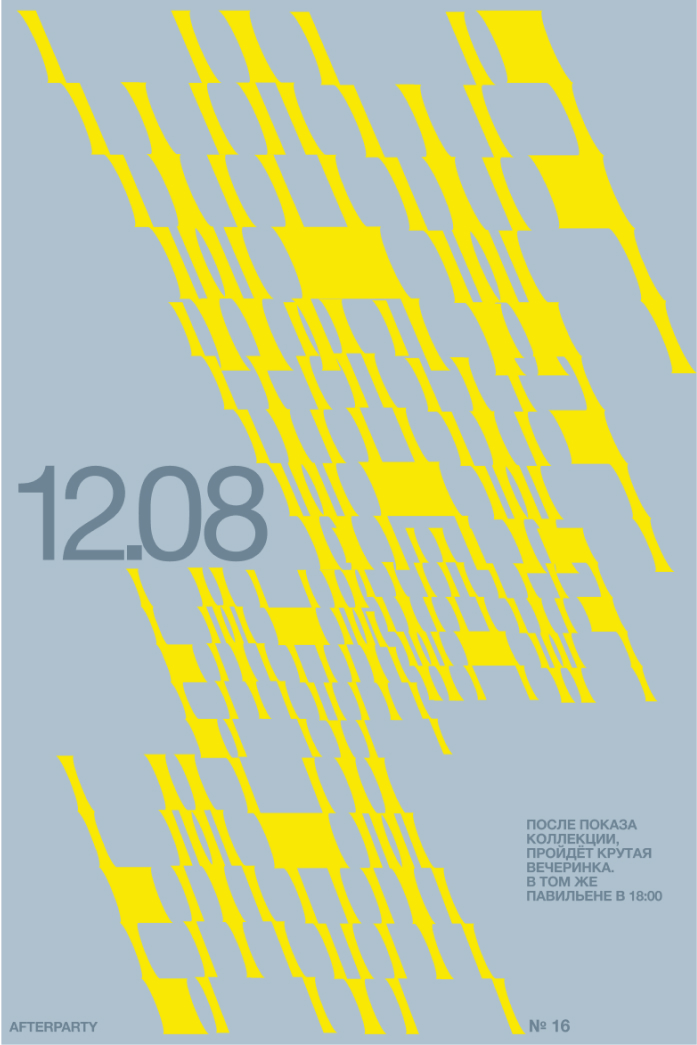 12.08
ПОСЛЕ ПОКАЗА
КОЛЛЕКЦИИ,
ПРОЙДЁТ КРУТАЯ
ВЕЧЕРИНКА.
В ТОМ ЖЕ
ПАВИЛЬЕНЕ В 18:00
AFTERPARTY
№ 16